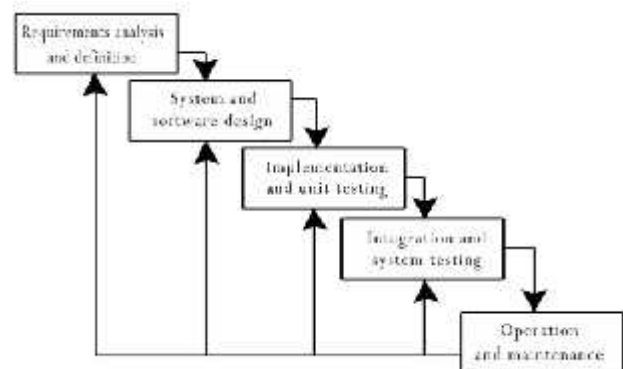 Requirements analysis
and definition
System and
software design
Implementation
and unit testing
Integration and
system testing
Operation
and maintenance